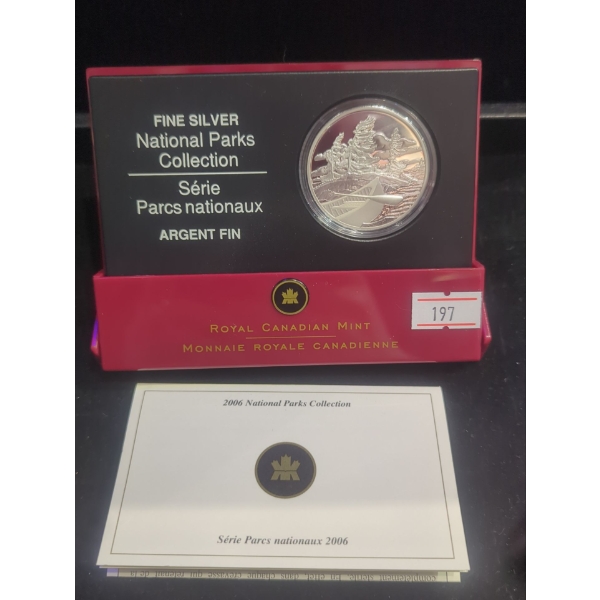 FINE SILVER
National Parks
Collection
Série
Parcs nationaux
ARGENT FIN
ROYAL CANADIAN MINT
MONNAIE ROYALE CANADIENNE
197
2006 National Parks Collection
Série Parcs nationaux 2006